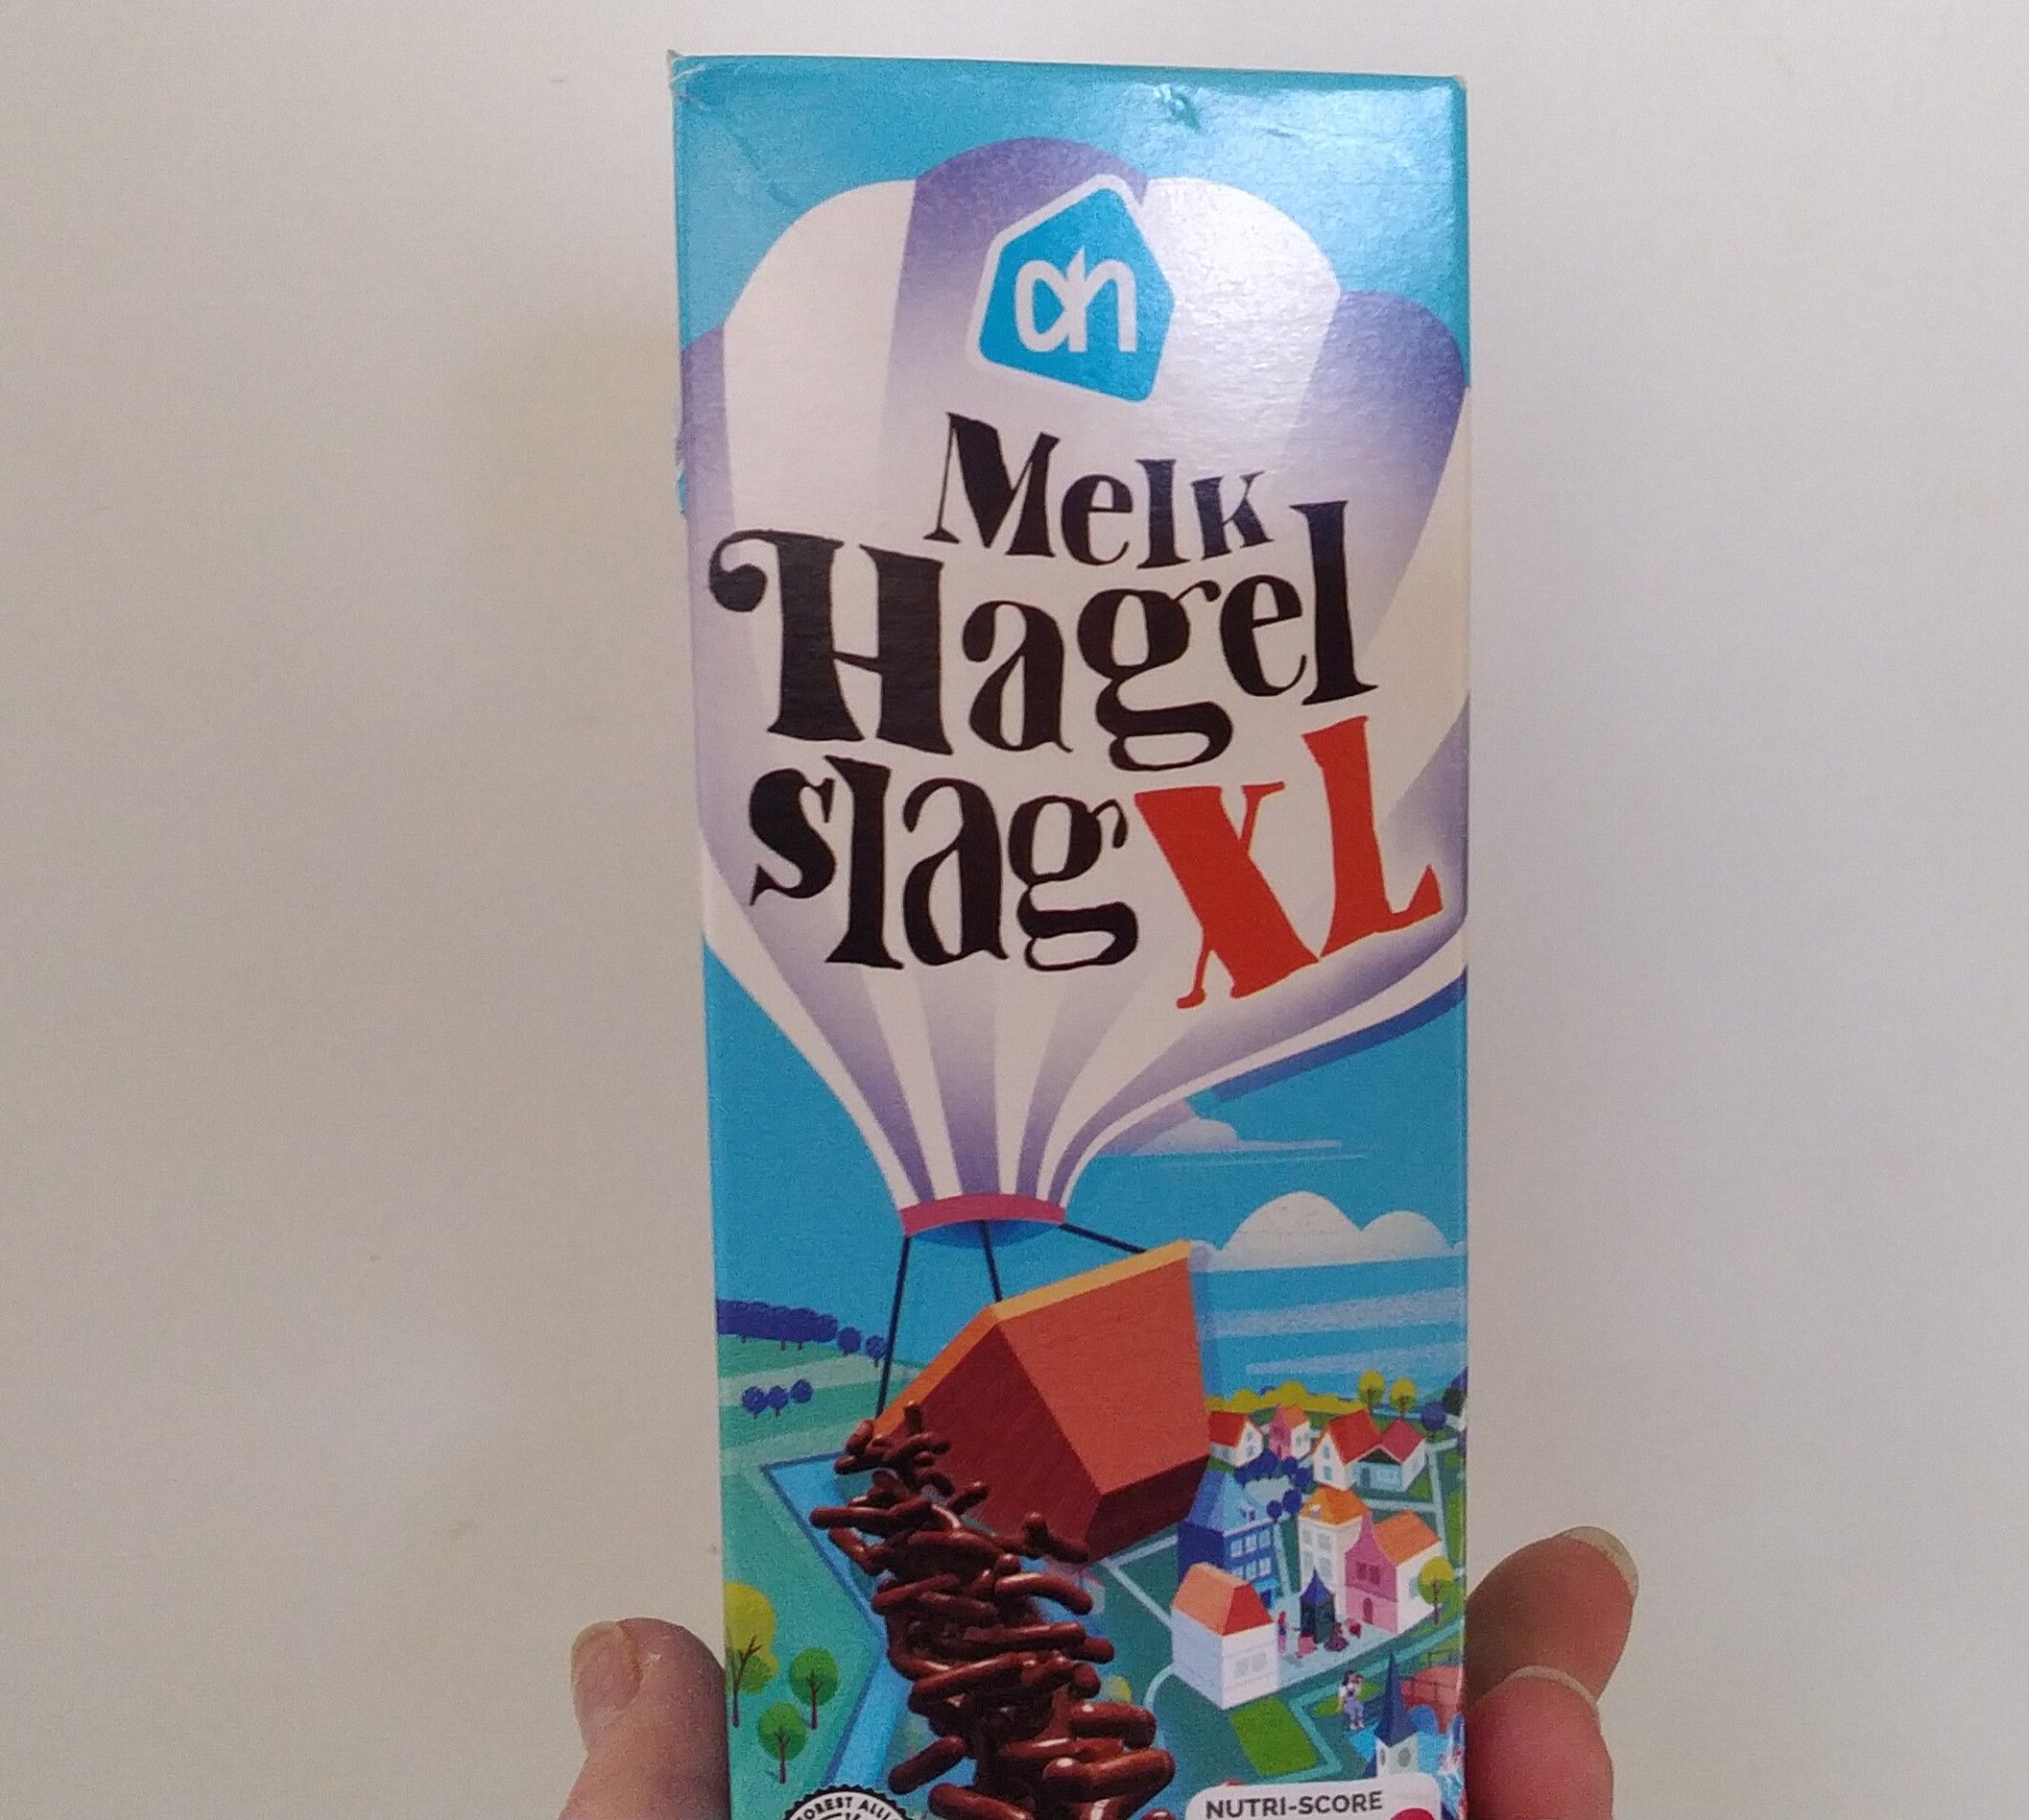 ah
Melk
Hagel
slag XL
NUTRI-SCORE